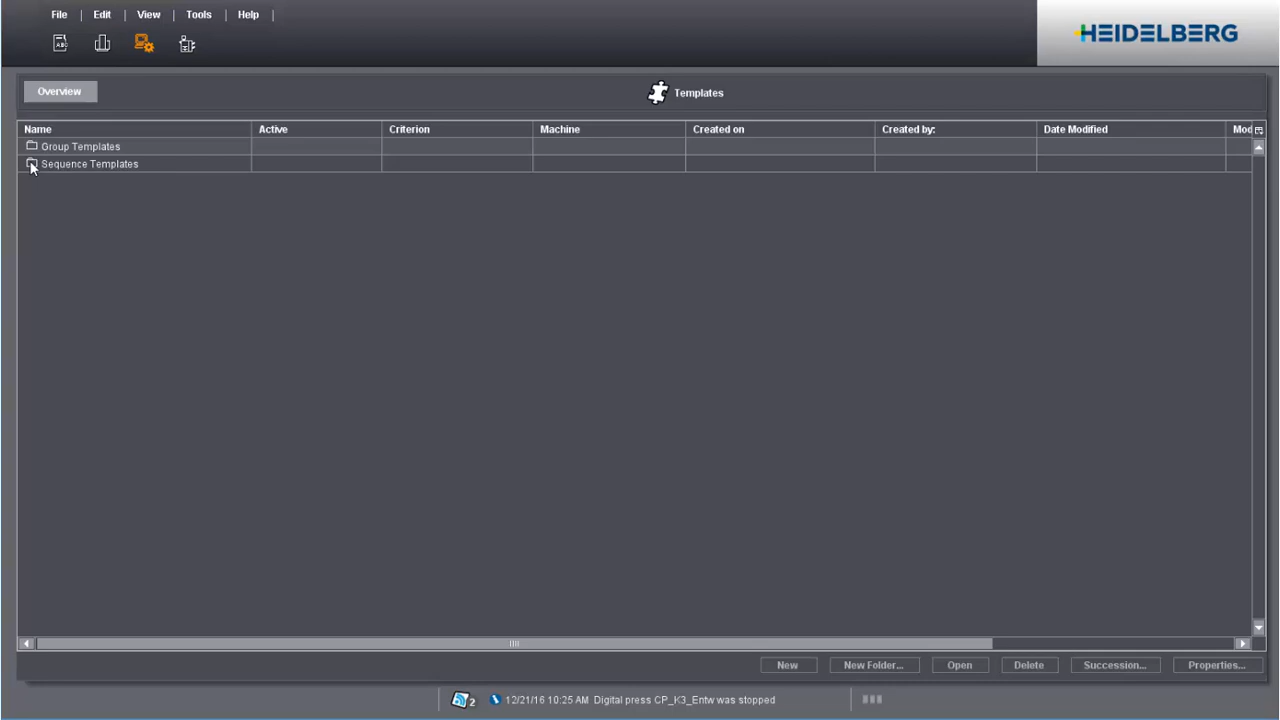 File | Edit | View | Tools | Help |
ABC
HEIDELBERG
Overview
Templates
Name Active Criterion Machine Created on Created by: Date Modified Mod
Group Templates
Sequence Templates
New New Folder... Open Delete Succession... Properties...
2 12/21/16 10:25 AM Digital press CP_K3_Entw was stopped